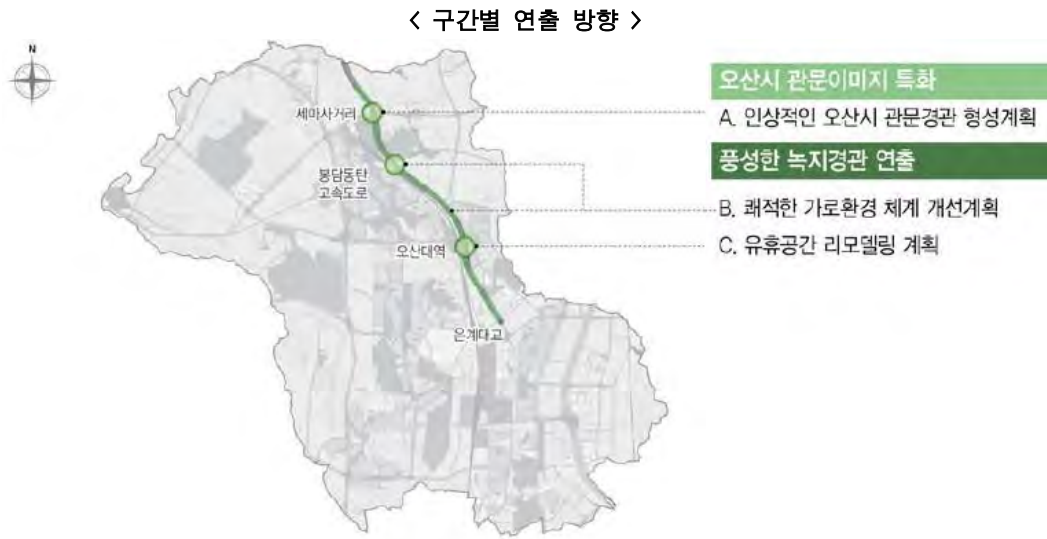 < 구간별 연출 방향 >
N
세마사거리
봉담동탄
고속도로
오산대역
은계대교
오산시 관문이미지 특화
A. 인상적인 오산시 관문경관 형성계획
풍성한 녹지경관 연출
B. 쾌적한 가로환경 체계 개선계획
C. 유휴공간 리모델링 계획